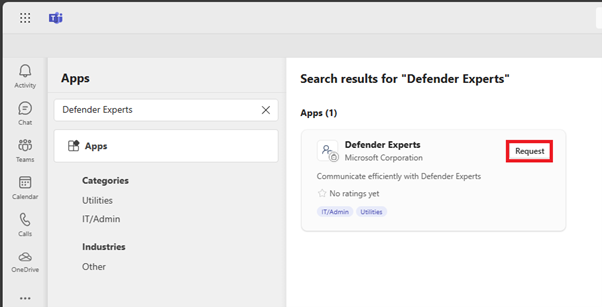 Activity
Chat
Teams
Calendar
Calls
OneDrive
Apps
Defender Experts
Apps
Categories
Utilities
IT/Admin
Industries
Other
Search results for "Defender Experts"
Apps (1)
Defender Experts
Microsoft Corporation
Request
Communicate efficiently with Defender Experts
No ratings yet
IT/Admin Utilities